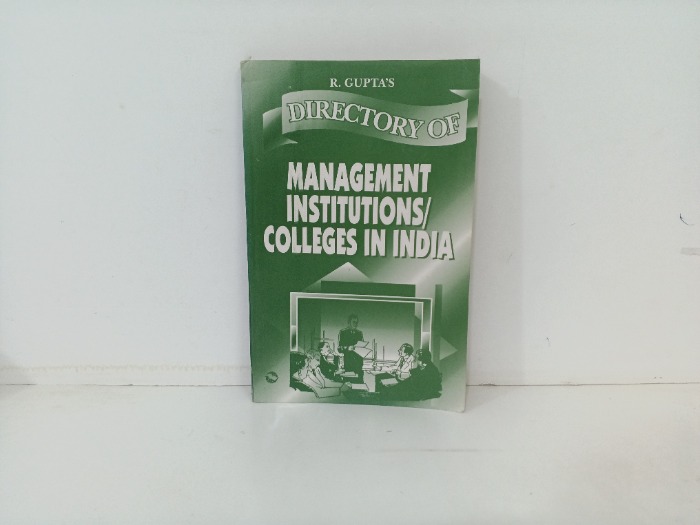 R. GUPTA'S
DIRECTORY OF
MANAGEMENT
INSTITUTIONS/
COLLEGES IN INDIA